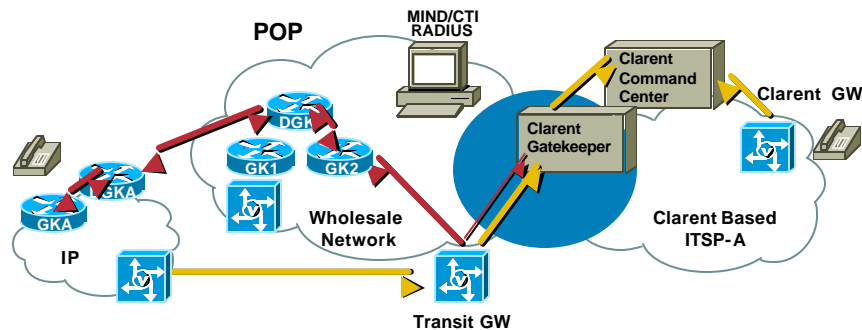 MIND/CTI
RADIUS
POP
Clarent
Command
Center
Clarent GW
DGK
Clarent
Gatekeeper
GK1
GK2
GKA
Wholesale
Network
Clarent Based
ITSP-A
IP
V
V
V
V
Transit GW